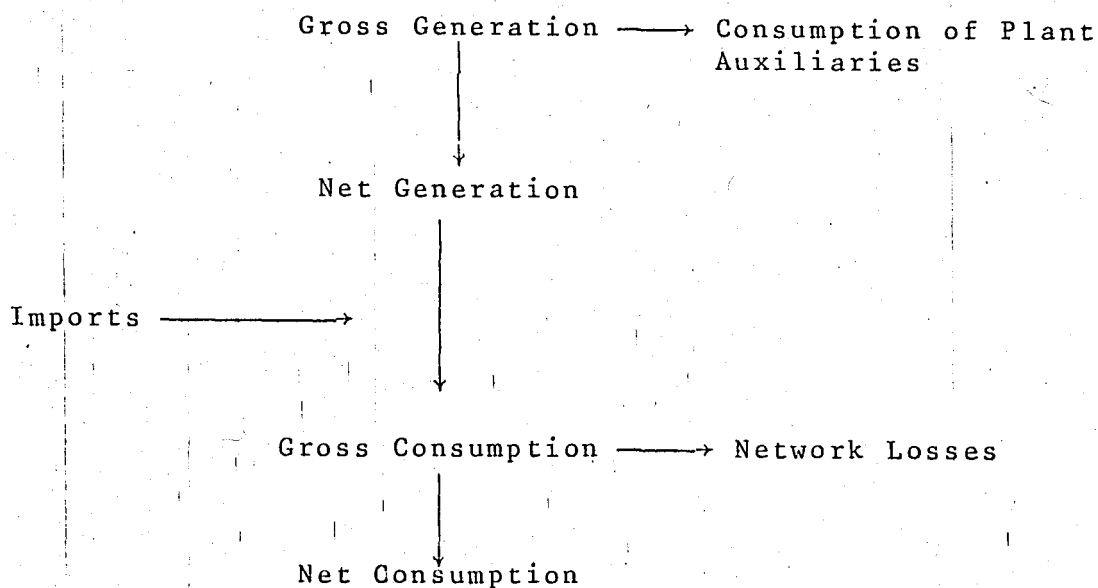 Gross Generation → Consumption of Plant
Auxiliaries
Net Generation
Imports →
Gross Consumption → Network Losses
Net Consumption